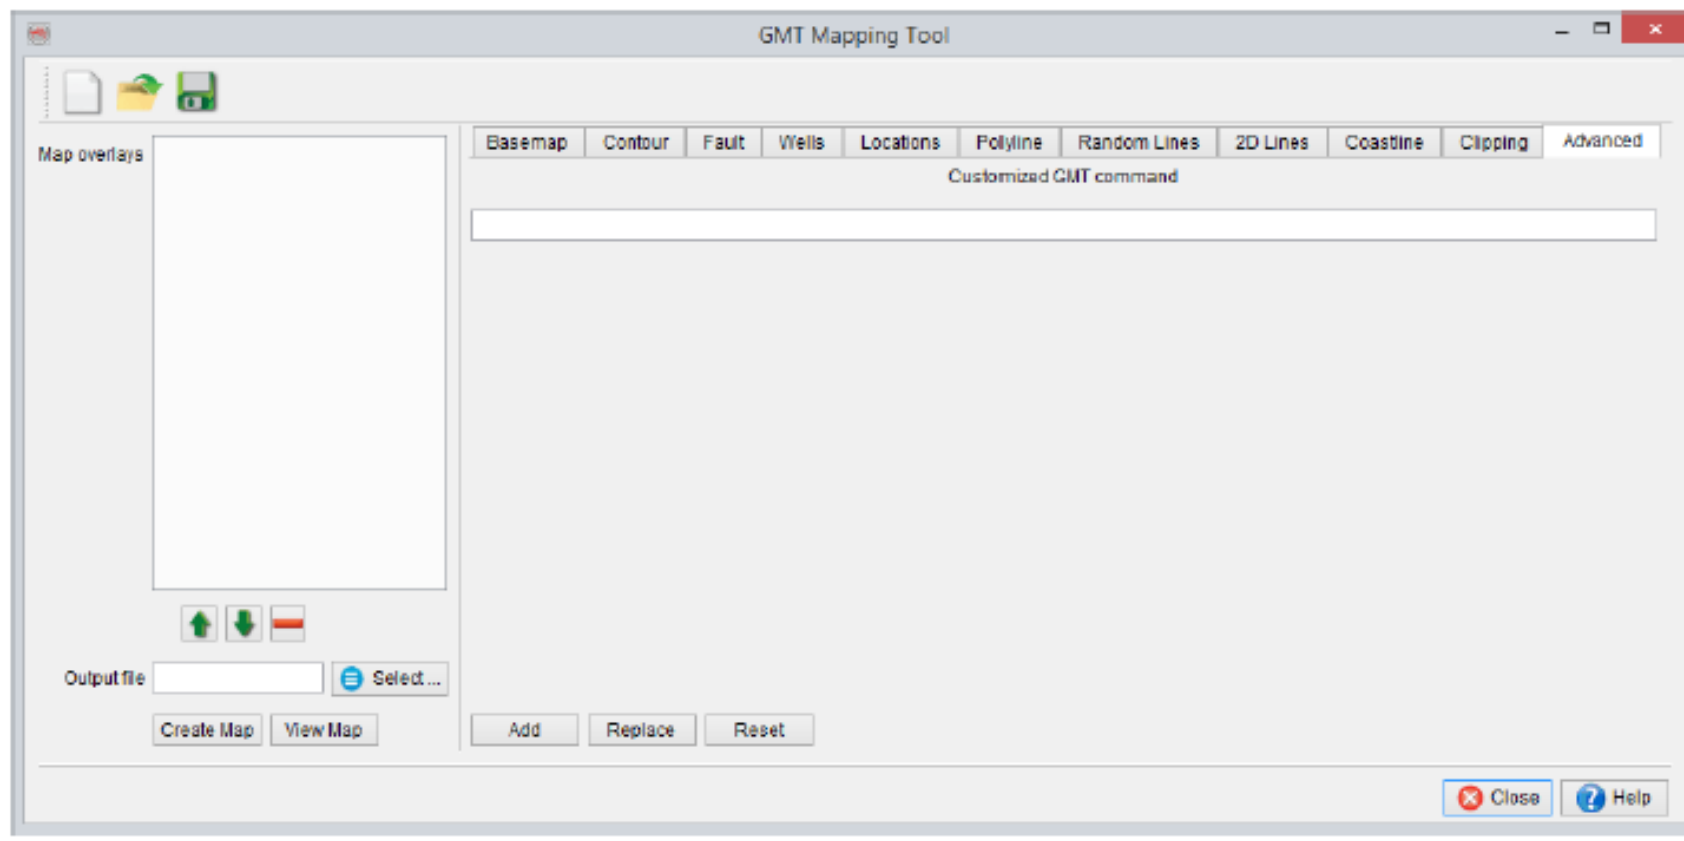 GMT Mapping Tool
Map overlays
Basemap Contour Fault Wells Locations Polyline Random Lines 2D Lines Coastline Clipping Advanced
Customized GMT command
Output file Select ...
Create Map View Map Add Replace Reset
Close Help